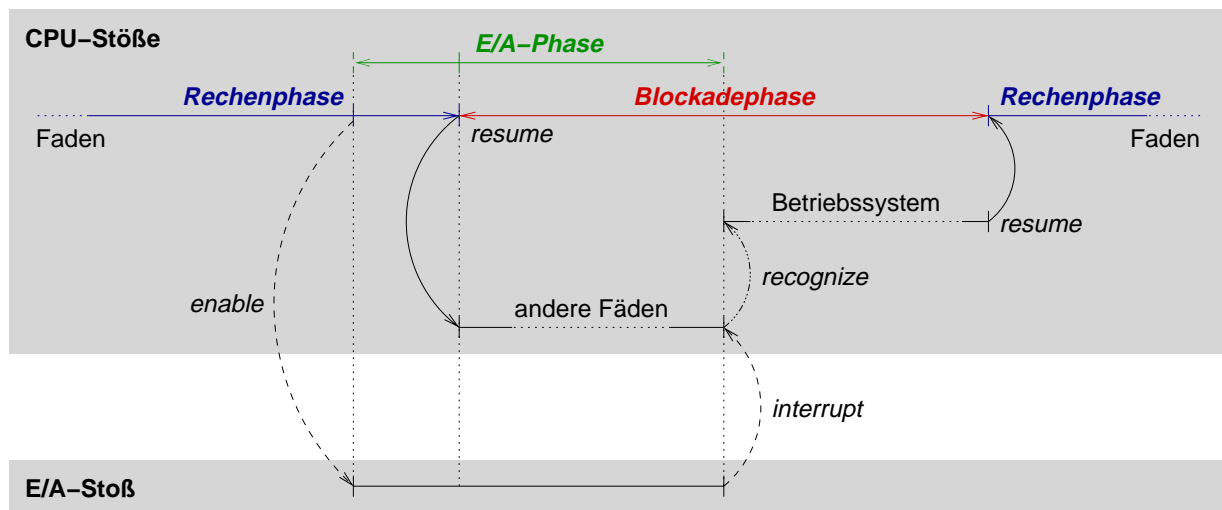 CPU−Stöße
E/A−Phase
Rechenphase
Blockadephase
Rechenphase
Faden
resume
Faden
Betriebssystem
resume
recognize
enable
andere Fäden
interrupt
E/A−Stoß